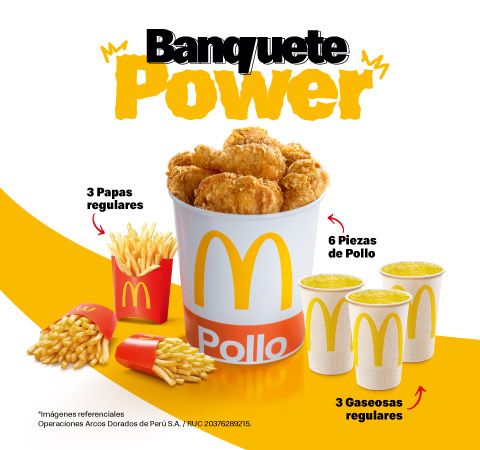 Banquete
Power
3 Papas
regulares
6 Piezas
de Pollo
Pollo
3 Gaseosas
regulares
*Imágenes referenciales
Operaciones Arcos Dorados de Perú S.A. / RUC 20376289215.